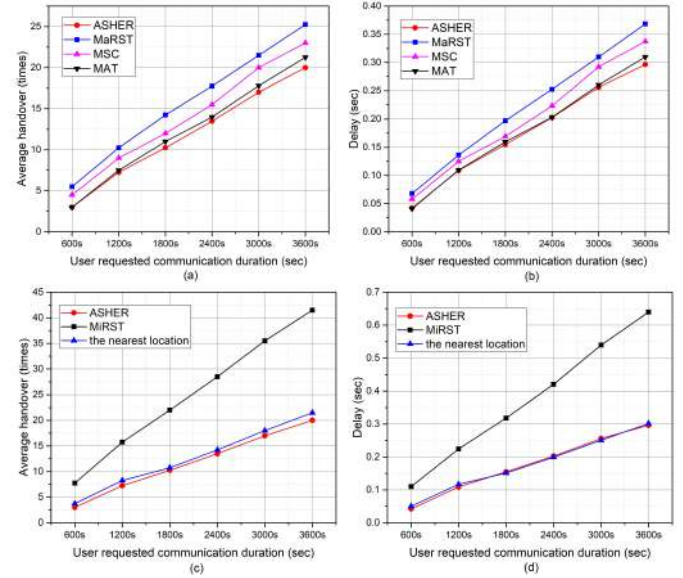 ASHER
MaRST
MSC
MAT
Average handover (times)
25
20
15
10
5
0
600s 1200s 1800s 2400s 3000s 3600s
User requested communication duration (sec)
(a)
ASHER
MaRST
MSC
MAT
Delay (sec)
0.40
0.35
0.30
0.25
0.20
0.15
0.10
0.05
0.00
600s 1200s 1800s 2400s 3000s 3600s
User requested communication duration (sec)
(b)
ASHER
MiRST
the nearest location
Average handover (times)
45
40
35
30
25
20
15
10
5
0
600s 1200s 1800s 2400s 3000s 3600s
User requested communication duration (sec)
(c)
ASHER
MiRST
the nearest location
Delay (sec)
0.7
0.6
0.5
0.4
0.3
0.2
0.1
0.0
600s 1200s 1800s 2400s 3000s 3600s
User requested communication duration (sec)
(d)